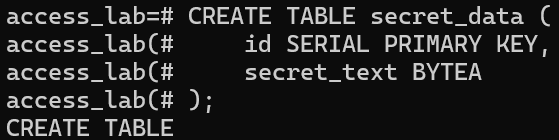 access_lab=# CREATE TABLE secret_data (
access_lab(#     id SERIAL PRIMARY KEY,
access_lab(#     secret_text BYTEA
access_lab(# );
CREATE TABLE